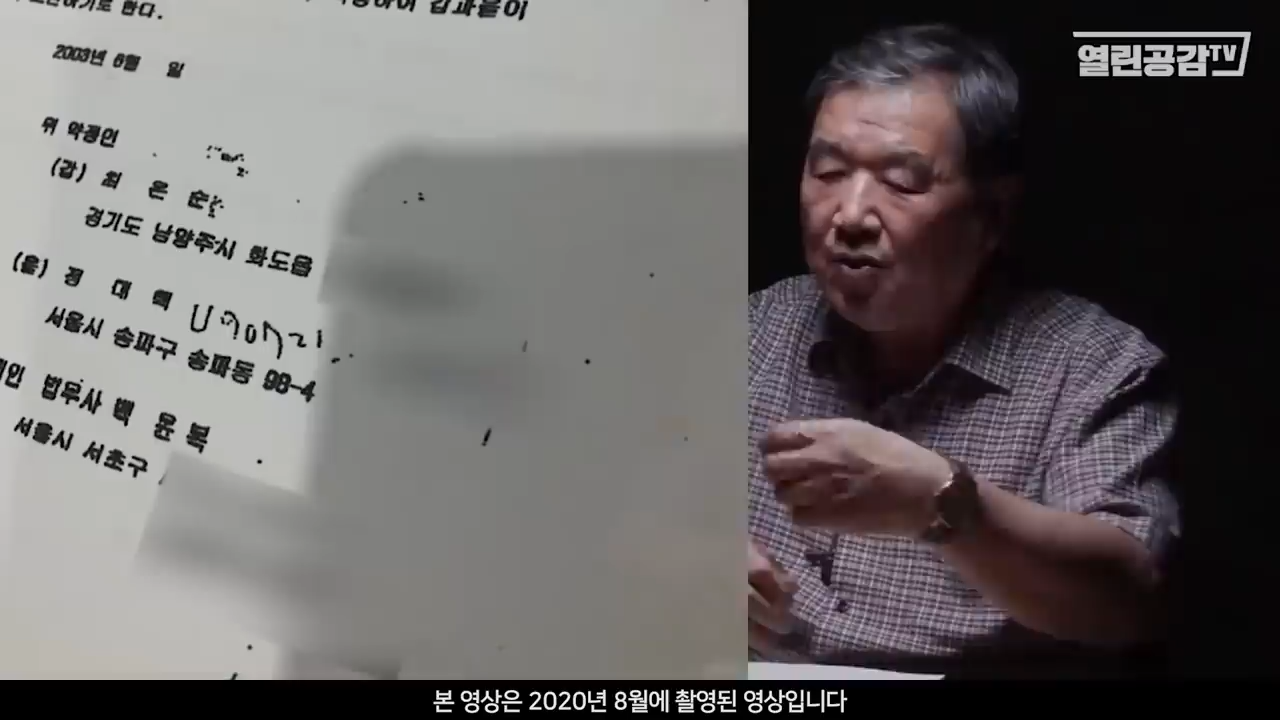 2003년 6월 일
위 약정인
(갑) 최 은 순
경기도 남양주시 화도읍
(을) 정 대 택
서울시 송파구 송파동 98-4
법무사 백 윤 복
서울시 서초구
열린공감TV
본 영상은 2020년 8월에 촬영된 영상입니다